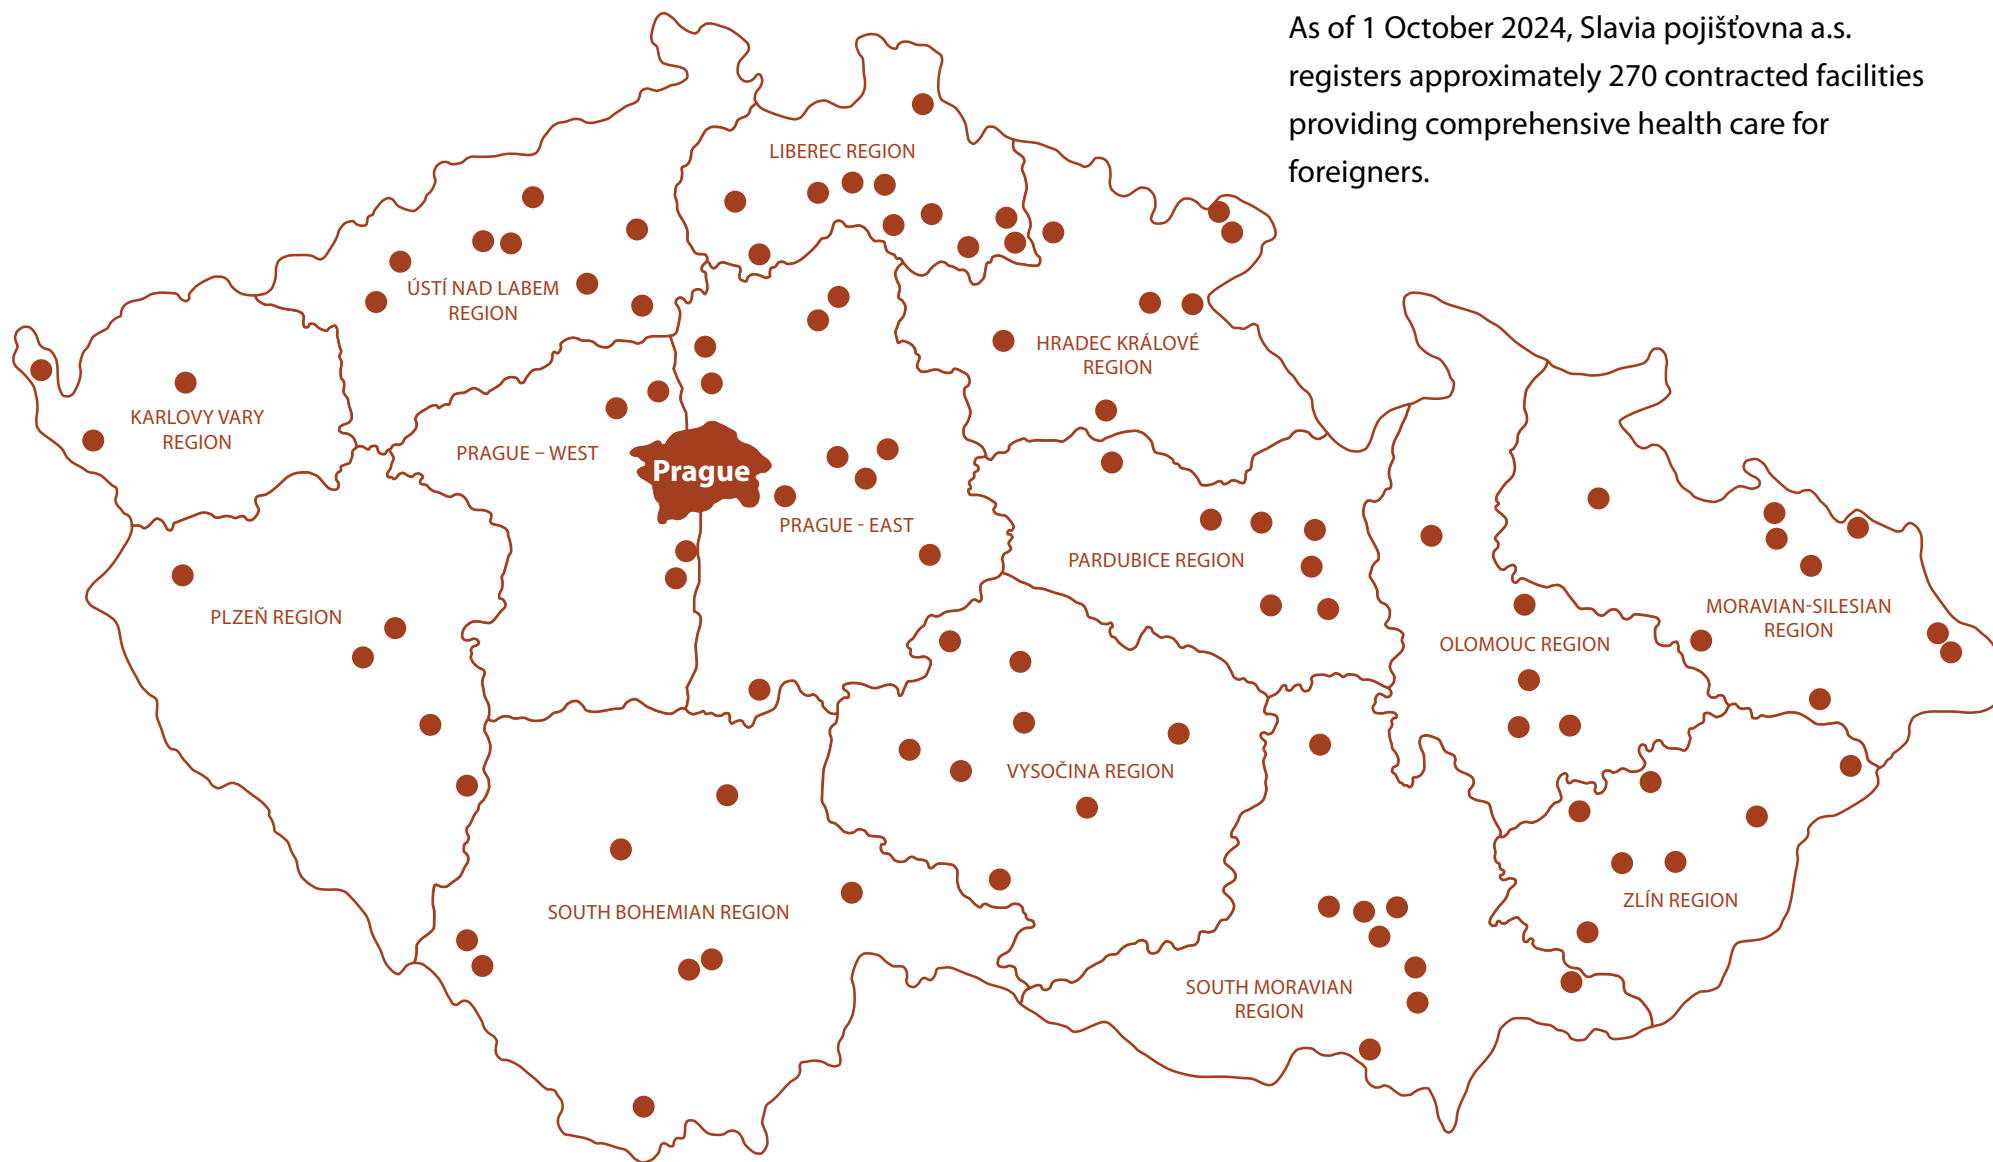 As of 1 October 2024, Slavia pojišťovna a.s.
registers approximately 270 contracted facilities
providing comprehensive health care for
foreigners.
LIBEREC REGION
ÚSTÍ NAD LABEM
REGION
HRADEC KRÁLOVÉ
REGION
KARLOVY VARY
REGION
PRAGUE – WEST
Prague
PRAGUE - EAST
PARDUBICE REGION
PLZEŇ REGION
MORAVIAN-SILESIAN
REGION
OLOMOUC REGION
VYSOČINA REGION
ZLÍN REGION
SOUTH BOHEMIAN REGION
SOUTH MORAVIAN
REGION